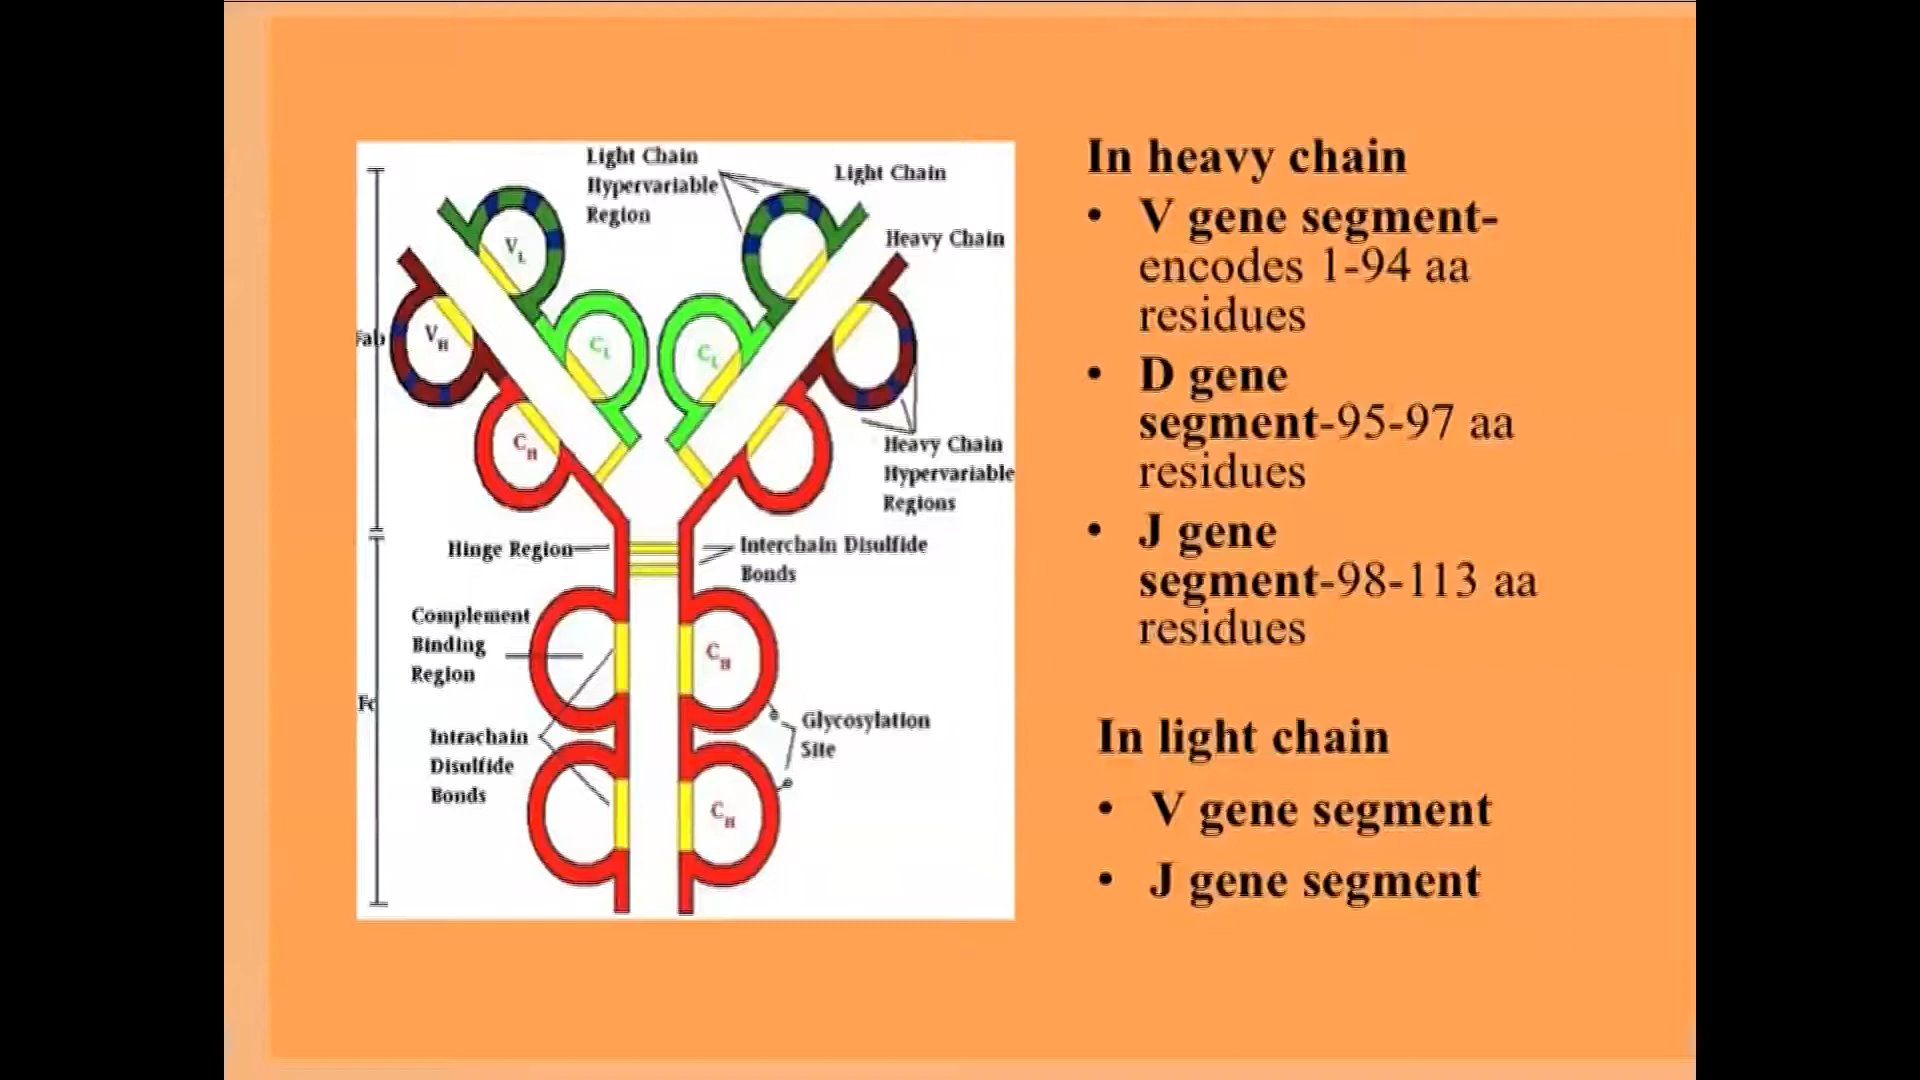 Light Chain
Hypervariable
Region
Light Chain
Heavy Chain
V L
V H
Fab
C L
C L
C H
Heavy Chain
Hypervariable
Regions
Hinge Region
Interchain Disulfide
Bonds
Complement
Binding
Region
C H
Fc
Glycosylation
Site
Intrachain
Disulfide
Bonds
C H
In heavy chain
• V gene segment-
encodes 1-94 aa
residues
• D gene
segment-95-97 aa
residues
• J gene
segment-98-113 aa
residues
In light chain
• V gene segment
• J gene segment